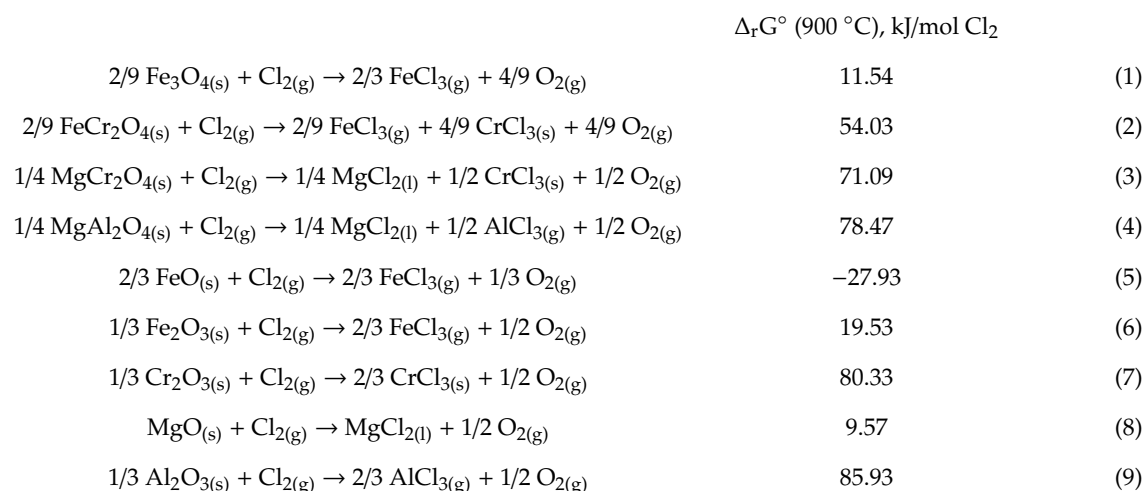 ΔᵣG° (900 °C), kJ/mol Cl₂
2/9 Fe₃O₄₍ₛ₎ + Cl₂₍g₎ → 2/3 FeCl₃₍g₎ + 4/9 O₂₍g₎ 11.54 (1)
2/9 FeCr₂O₄₍ₛ₎ + Cl₂₍g₎ → 2/9 FeCl₃₍g₎ + 4/9 CrCl₃₍ₛ₎ + 4/9 O₂₍g₎ 54.03 (2)
1/4 MgCr₂O₄₍ₛ₎ + Cl₂₍g₎ → 1/4 MgCl₂₍l₎ + 1/2 CrCl₃₍ₛ₎ + 1/2 O₂₍g₎ 71.09 (3)
1/4 MgAl₂O₄₍ₛ₎ + Cl₂₍g₎ → 1/4 MgCl₂₍l₎ + 1/2 AlCl₃₍g₎ + 1/2 O₂₍g₎ 78.47 (4)
2/3 FeO₍ₛ₎ + Cl₂₍g₎ → 2/3 FeCl₃₍g₎ + 1/3 O₂₍g₎ −27.93 (5)
1/3 Fe₂O₃₍ₛ₎ + Cl₂₍g₎ → 2/3 FeCl₃₍g₎ + 1/2 O₂₍g₎ 19.53 (6)
1/3 Cr₂O₃₍ₛ₎ + Cl₂₍g₎ → 2/3 CrCl₃₍ₛ₎ + 1/2 O₂₍g₎ 80.33 (7)
MgO₍ₛ₎ + Cl₂₍g₎ → MgCl₂₍l₎ + 1/2 O₂₍g₎ 9.57 (8)
1/3 Al₂O₃₍ₛ₎ + Cl₂₍g₎ → 2/3 AlCl₃₍g₎ + 1/2 O₂₍g₎ 85.93 (9)